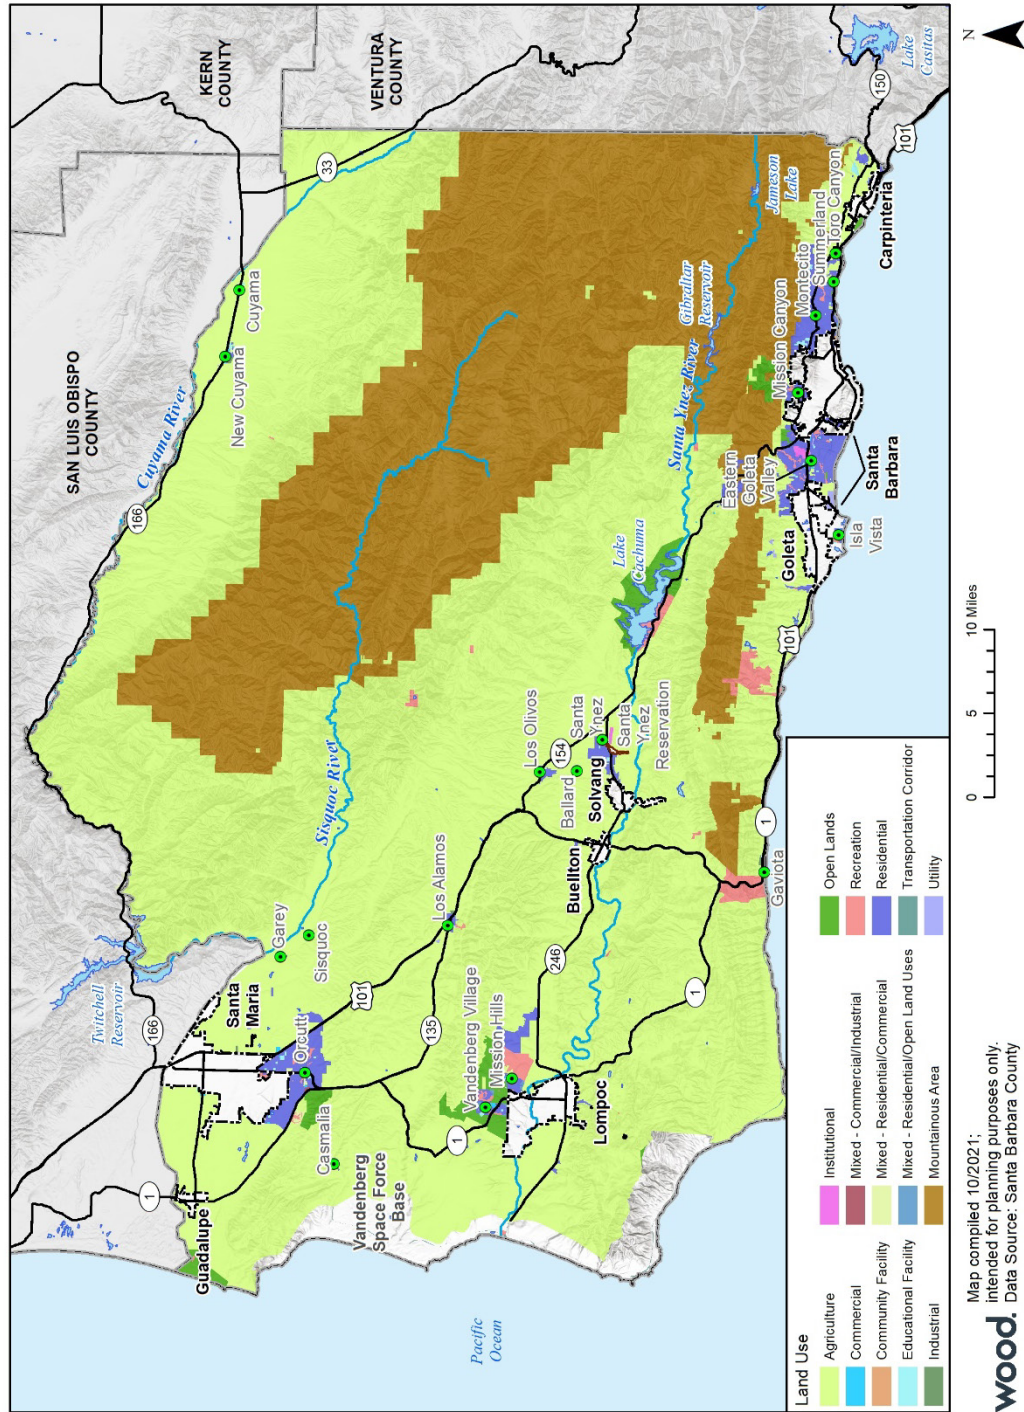 SAN LUIS OBISPO
COUNTY
KERN
COUNTY
VENTURA
COUNTY
166
Cuyama River
New Cuyama
Cuyama
33
Twitchell
Reservoir
166
Santa
Maria
Garey
Sisquoc
Sisquoc River
1
Guadalupe
Orcutt
Casmalia
101
135
Los Alamos
Vandenberg
Space Force
Base
1
Vandenberg Village
Mission Hills
Lompoc
246
Buellton
Solvang
Los Olivos
154
Ballard
Santa
Ynez
Santa
Ynez
Reservation
Lake
Cachuma
Santa Ynez River
Gibraltar
Reservoir
Jameson
Lake
1
Gaviota
1
101
Goleta
Isla
Vista
Eastern
Goleta
Valley
Santa
Barbara
Mission Canyon
Montecito
Summerland
Toro Canyon
Carpinteria
101
150
Lake
Casitas
Pacific
Ocean
Land Use
Agriculture
Commercial
Community Facility
Educational Facility
Industrial
Institutional
Mixed - Commercial/Industrial
Mixed - Residential/Commercial
Mixed - Residential/Open Land Uses
Mountainous Area
Open Lands
Recreation
Residential
Transportation Corridor
Utility
wood.
Map compiled 10/2021;
intended for planning purposes only.
Data Source: Santa Barbara County
0 5 10 Miles
N